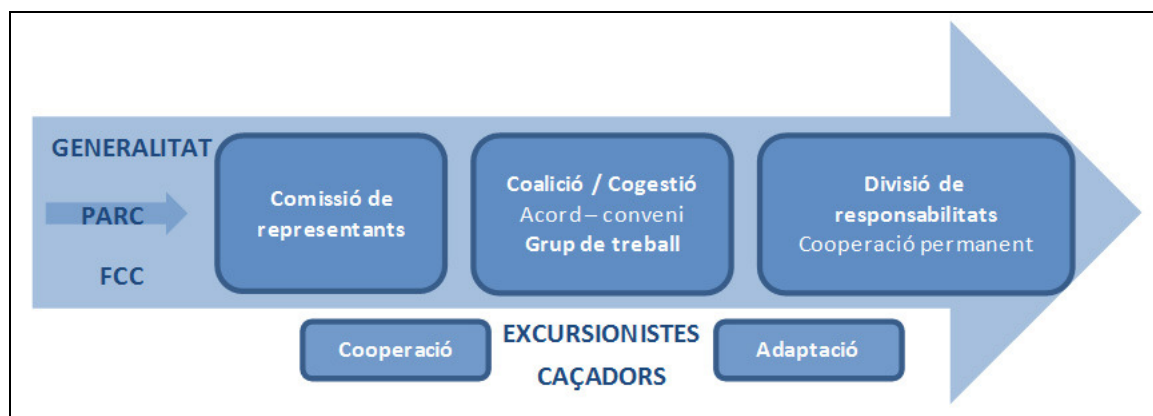 GENERALITAT
PARC
FCC
Comissió de
representants
Coalició / Cogestió
Acord – conveni
Grup de treball
Divisió de
responsabilitats
Cooperació permanent
Cooperació
EXCURSIONISTES
CAÇADORS
Adaptació